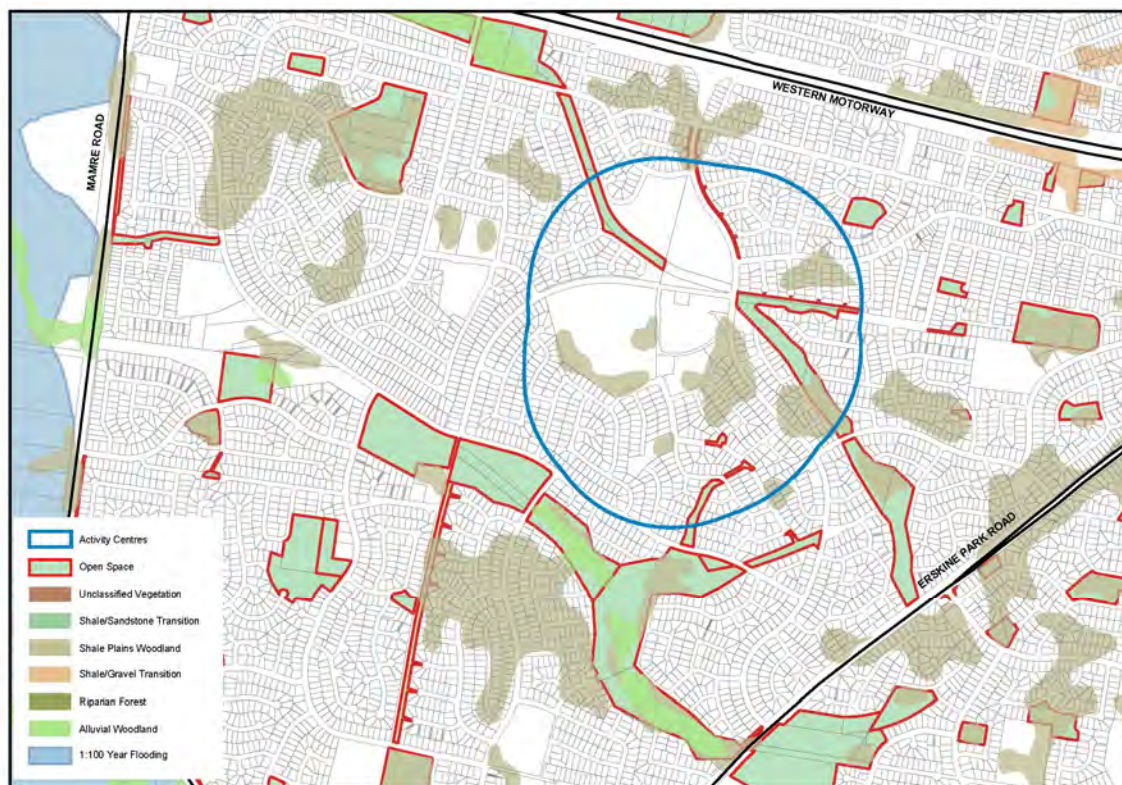 WESTERN MOTORWAY
MAMRE ROAD
ERSKINE PARK ROAD
Activity Centres
Open Space
Unclassified Vegetation
Shale/Sandstone Transition
Shale Plains Woodland
Shale/Gravel Transition
Riparian Forest
Alluvial Woodland
1:100 Year Flooding